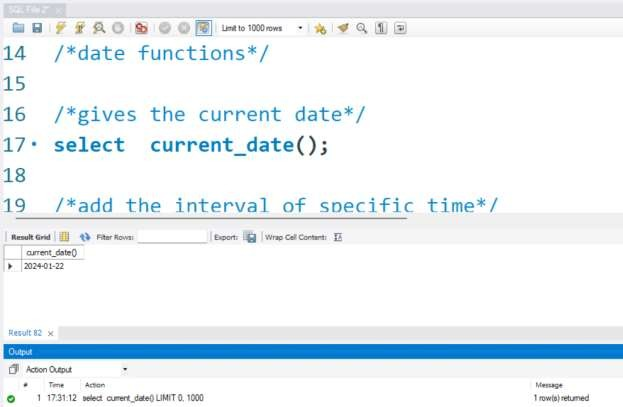 SQL File 2*
Limit to 1000 rows
14 /*date functions*/
15
16 /*gives the current date*/
17 select current_date();
18
19 /*add the interval of specific time*/
Result Grid Filter Rows: Export: Wrap Cell Content:
current_date()
2024-01-22
Result 82
Output
Action Output
# Time Action Message
1 17:31:12 select current_date() LIMIT 0, 1000 1 row(s) returned